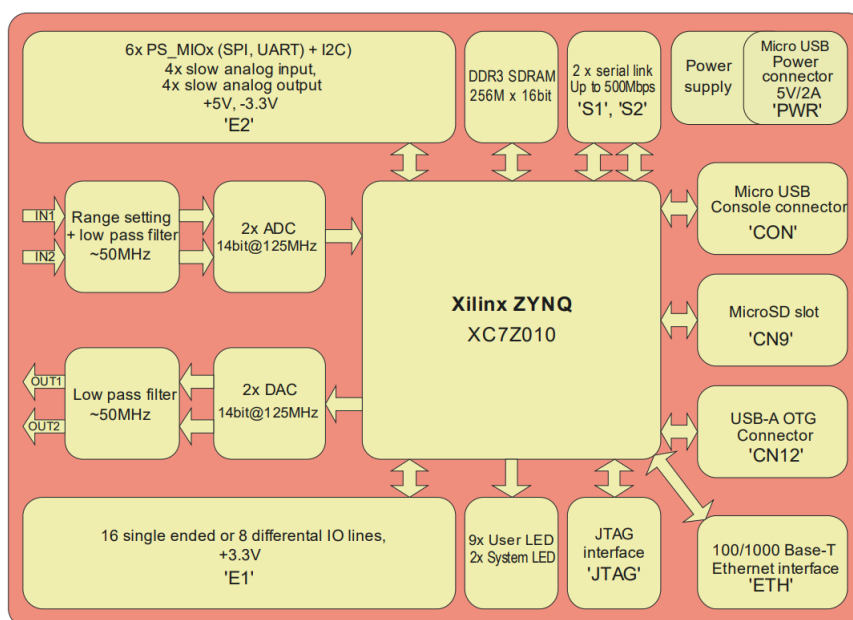 6x PS_MIOx (SPI, UART) + I2C)
4x slow analog input,
4x slow analog output
+5V, -3.3V
'E2'
DDR3 SDRAM
256M x 16bit
2 x serial link
Up to 500Mbps
'S1', 'S2'
Power
supply
Micro USB
Power
connector
5V/2A
'PWR'
IN1
IN2
Range setting
+ low pass filter
~50MHz
2x ADC
14bit@125MHz
Xilinx ZYNQ
XC7Z010
Micro USB
Console connector
'CON'
MicroSD slot
'CN9'
OUT1
OUT2
Low pass filter
~50MHz
2x DAC
14bit@125MHz
USB-A OTG
Connector
'CN12'
16 single ended or 8 differental IO lines,
+3.3V
'E1'
9x User LED
2x System LED
JTAG
interface
'JTAG'
100/1000 Base-T
Ethernet interface
'ETH'